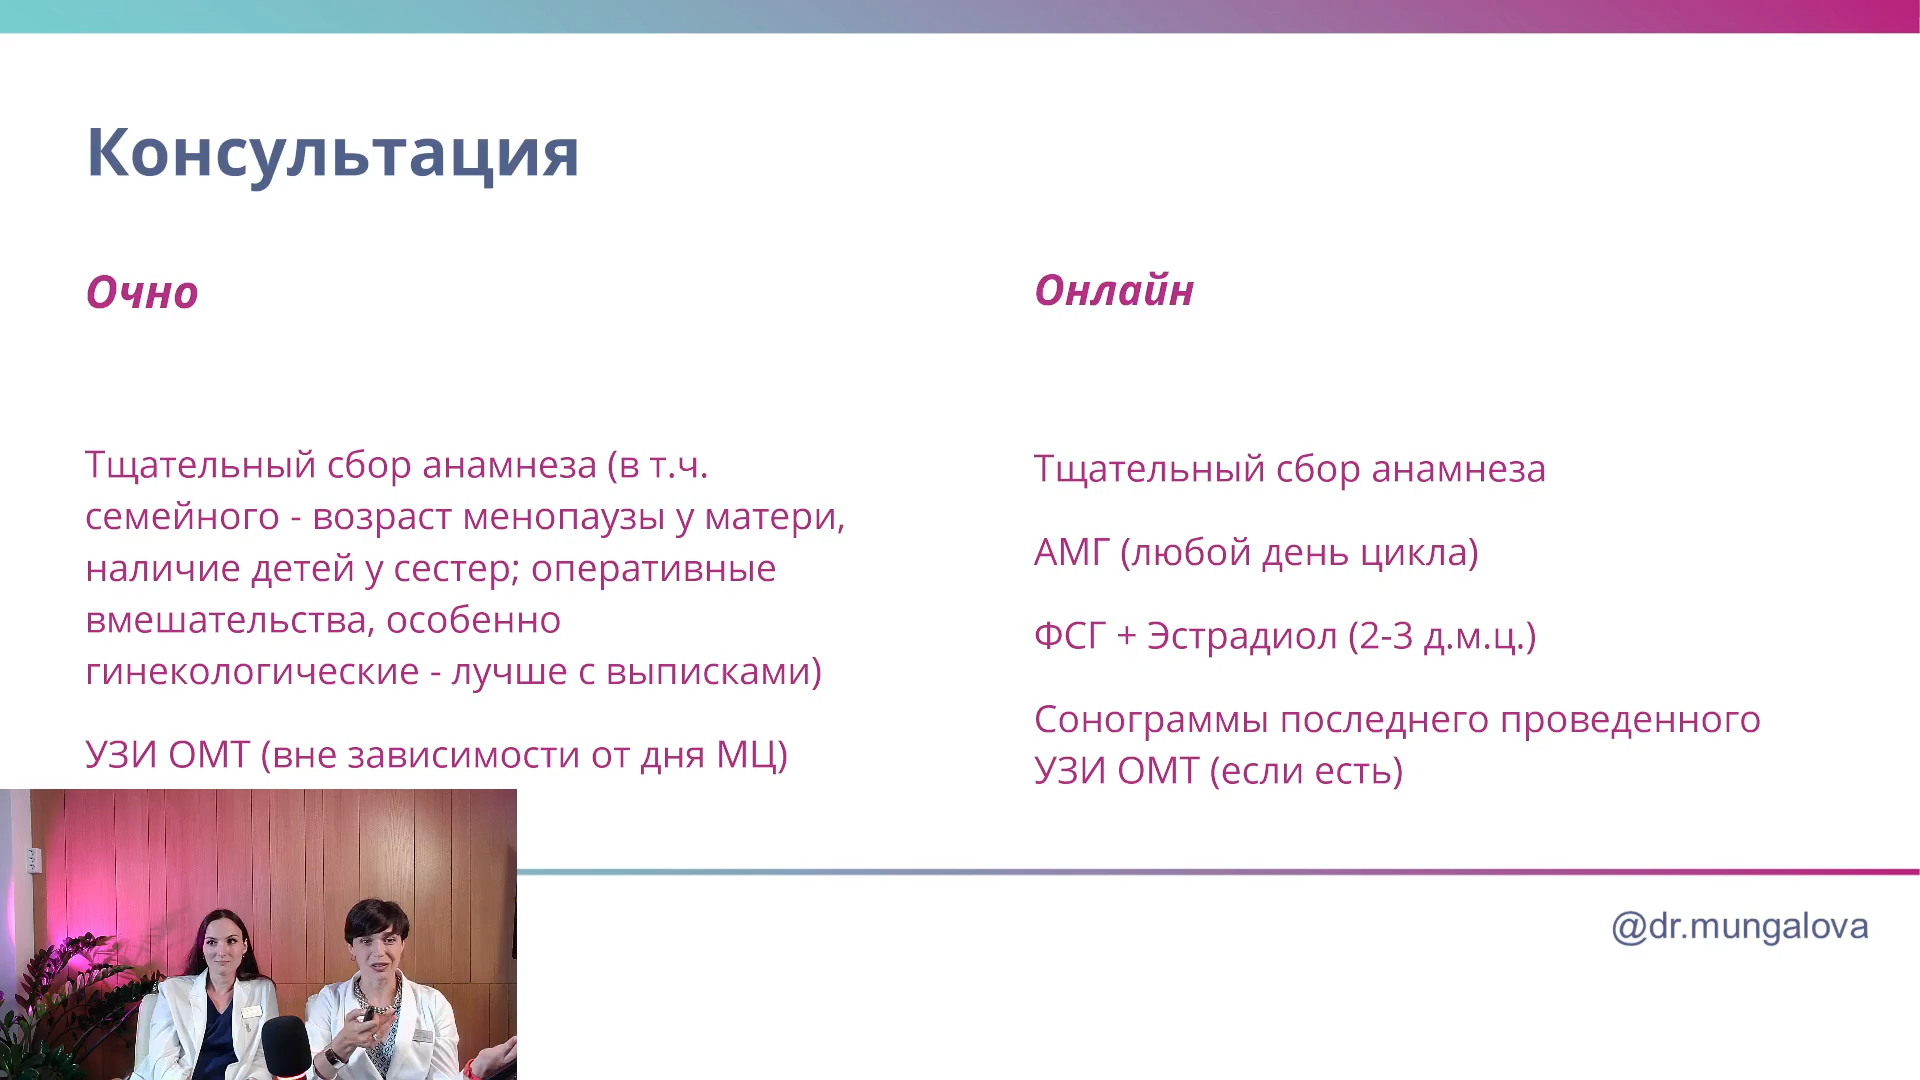 Консультация
Очно
Тщательный сбор анамнеза (в т.ч.
семейного - возраст менопаузы у матери,
наличие детей у сестер; оперативные
вмешательства, особенно
гинекологические - лучше с выписками)
УЗИ ОМТ (вне зависимости от дня МЦ)
Онлайн
Тщательный сбор анамнеза
АМГ (любой день цикла)
ФСГ + Эстрадиол (2-3 д.м.ц.)
Сонограммы последнего проведенного
УЗИ ОМТ (если есть)
@dr.mungalova